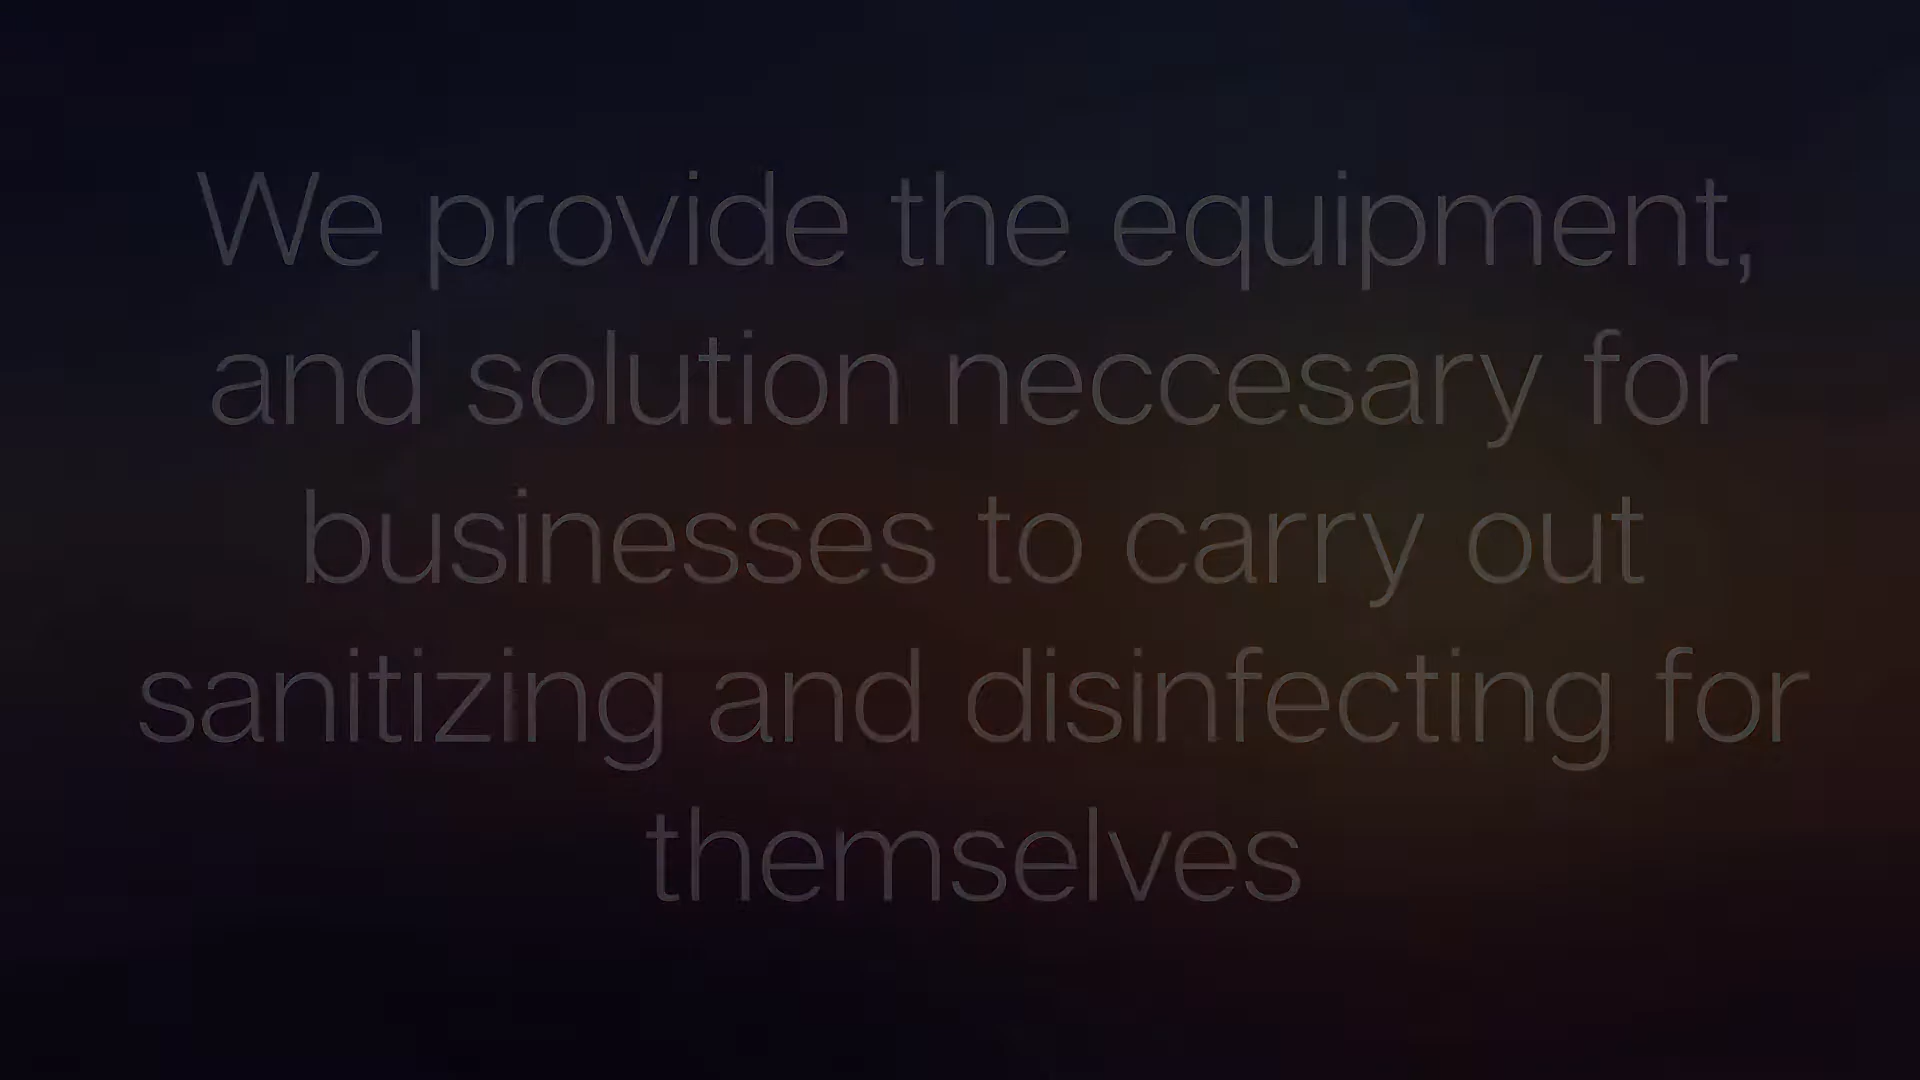 We provide the equipment,
and solution neccesary for
businesses to carry out
sanitizing and disinfecting for
themselves